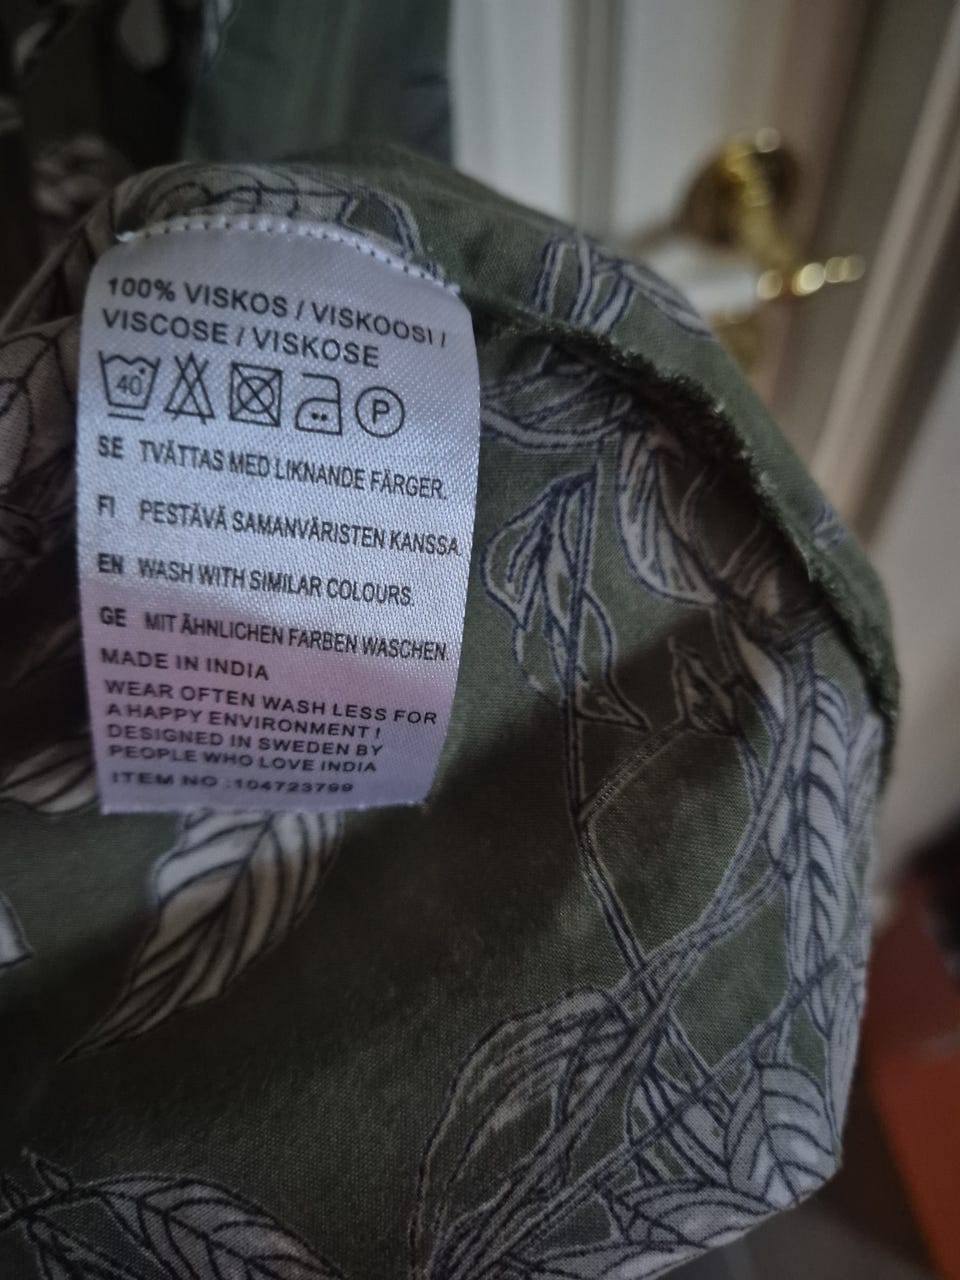 100% VISKOS / VISKOOSI /
VISCOSE / VISKOSE
40° P
SE TVÄTTAS MED LIKNANDE FÄRGER.
FI PESTÄVÄ SAMANVÄRISTEN KANSSA.
EN WASH WITH SIMILAR COLOURS.
GE MIT ÄHNLICHEN FARBEN WASCHEN.
MADE IN INDIA
WEAR OFTEN WASH LESS FOR
A HAPPY ENVIRONMENT !
DESIGNED IN SWEDEN BY
PEOPLE WHO LOVE INDIA
ITEM NO :104723799